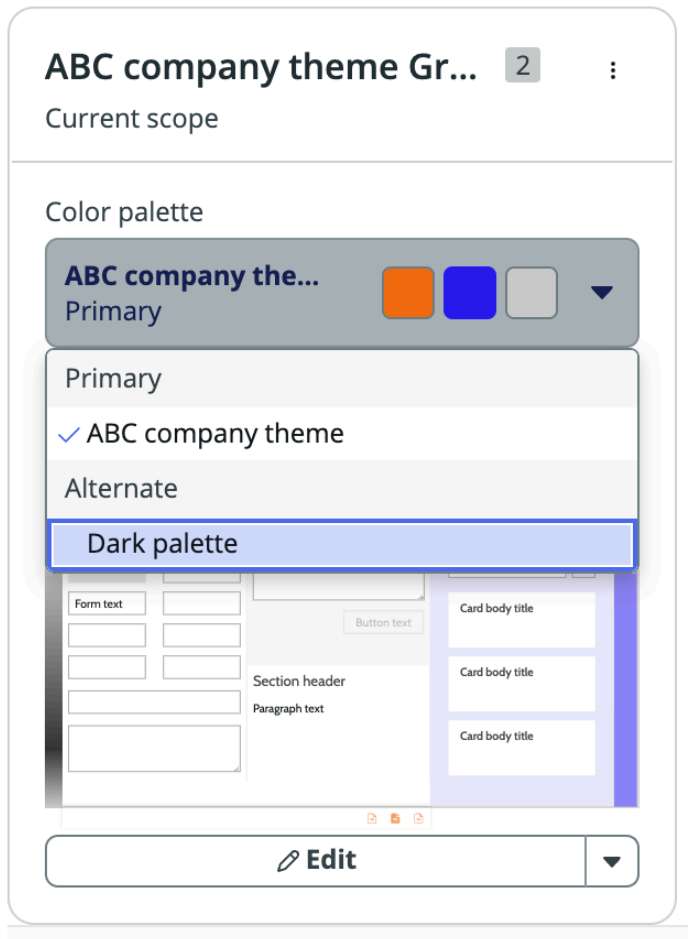 ABC company theme Gr...
2
Current scope
Color palette
ABC company the...
Primary
Primary
ABC company theme
Alternate
Dark palette
Form text
Button text
Section header
Paragraph text
Card body title
Card body title
Card body title
Edit